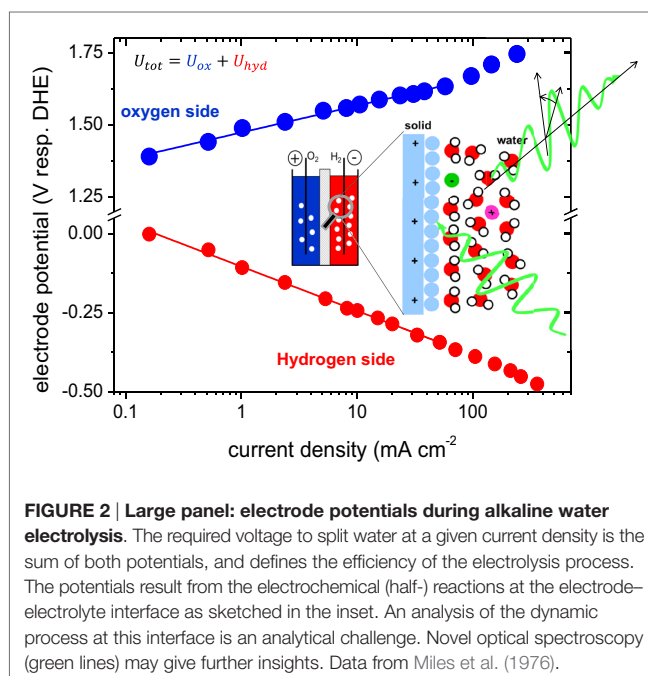 1.75
U_tot = U_ox + U_hyd
oxygen side
1.50
solid
water
+ O₂ H₂ -
1.25
0.00
-0.25
Hydrogen side
-0.50
0.1 1 10 100
electrode potential (V resp. DHE)
current density (mA cm⁻²)
FIGURE 2 | Large panel: electrode potentials during alkaline water
electrolysis. The required voltage to split water at a given current density is the
sum of both potentials, and defines the efficiency of the electrolysis process.
The potentials result from the electrochemical (half-) reactions at the electrode–
electrolyte interface as sketched in the inset. An analysis of the dynamic
process at this interface is an analytical challenge. Novel optical spectroscopy
(green lines) may give further insights. Data from Miles et al. (1976).